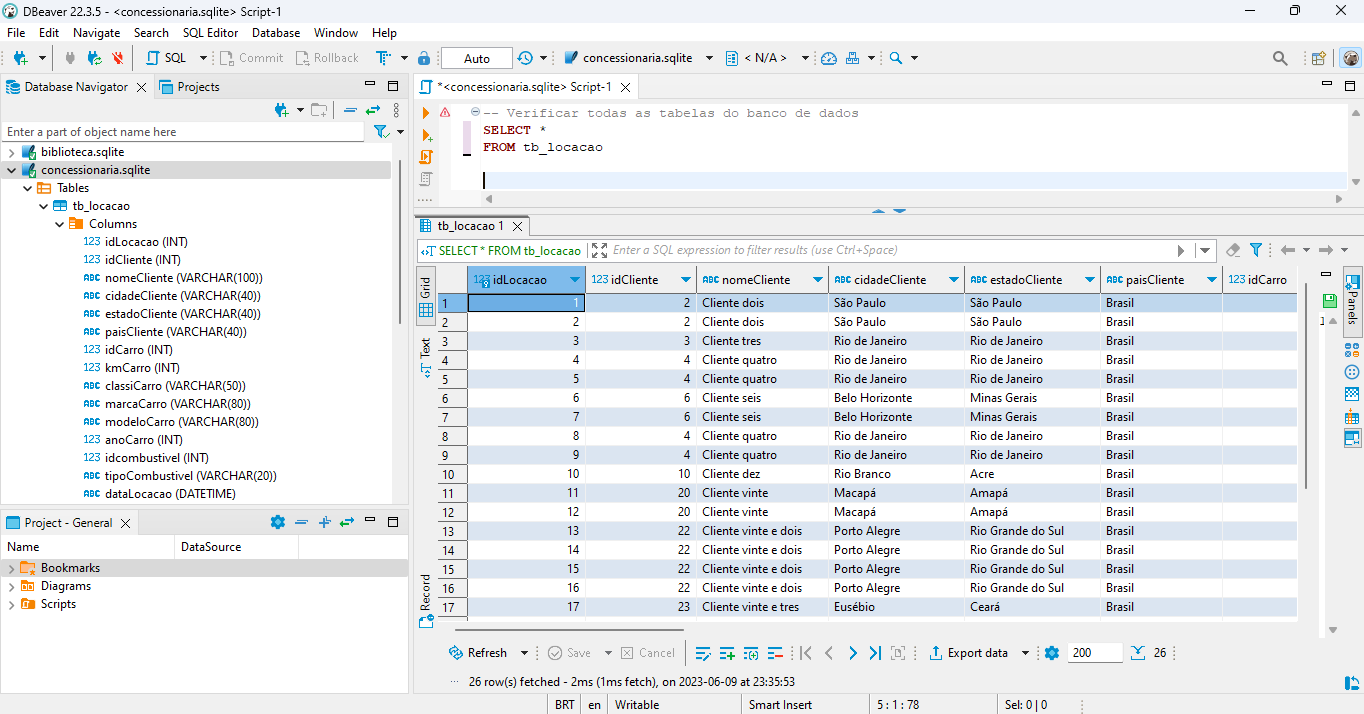 DBeaver 22.3.5 - <concessionaria.sqlite> Script-1
File Edit Navigate Search SQL Editor Database Window Help
SQL Commit Rollback Auto concessionaria.sqlite < N/A >
Database Navigator Projects
Enter a part of object name here
biblioteca.sqlite
concessionaria.sqlite
Tables
tb_locacao
Columns
123 idLocacao (INT)
123 idCliente (INT)
ABC nomeCliente (VARCHAR(100))
ABC cidadeCliente (VARCHAR(40))
ABC estadoCliente (VARCHAR(40))
ABC paisCliente (VARCHAR(40))
123 idCarro (INT)
123 kmCarro (INT)
ABC classiCarro (VARCHAR(50))
ABC marcaCarro (VARCHAR(80))
ABC modeloCarro (VARCHAR(80))
123 anoCarro (INT)
123 idcombustivel (INT)
ABC tipoCombustivel (VARCHAR(20))
ABC dataLocacao (DATETIME)
Project - General
Name DataSource
Bookmarks
Diagrams
Scripts
*<concessionaria.sqlite> Script-1
-- Verificar todas as tabelas do banco de dados
SELECT *
FROM tb_locacao
tb_locacao 1
SELECT * FROM tb_locacao Enter a SQL expression to filter results (use Ctrl+Space)
Grid
Text
Record
123 idLocacao 123 idCliente ABC nomeCliente ABC cidadeCliente ABC estadoCliente ABC paisCliente 123 idCarro
1 1 2 Cliente dois São Paulo São Paulo Brasil
2 2 2 Cliente dois São Paulo São Paulo Brasil
3 3 3 Cliente tres Rio de Janeiro Rio de Janeiro Brasil
4 4 4 Cliente quatro Rio de Janeiro Rio de Janeiro Brasil
5 5 4 Cliente quatro Rio de Janeiro Rio de Janeiro Brasil
6 6 6 Cliente seis Belo Horizonte Minas Gerais Brasil
7 7 6 Cliente seis Belo Horizonte Minas Gerais Brasil
8 8 4 Cliente quatro Rio de Janeiro Rio de Janeiro Brasil
9 9 4 Cliente quatro Rio de Janeiro Rio de Janeiro Brasil
10 10 10 Cliente dez Rio Branco Acre Brasil
11 11 20 Cliente vinte Macapá Amapá Brasil
12 12 20 Cliente vinte Macapá Amapá Brasil
13 13 22 Cliente vinte e dois Porto Alegre Rio Grande do Sul Brasil
14 14 22 Cliente vinte e dois Porto Alegre Rio Grande do Sul Brasil
15 15 22 Cliente vinte e dois Porto Alegre Rio Grande do Sul Brasil
16 16 22 Cliente vinte e dois Porto Alegre Rio Grande do Sul Brasil
17 17 23 Cliente vinte e tres Eusébio Ceará Brasil
Panels
Refresh Save Cancel Export data 200 26
26 row(s) fetched - 2ms (1ms fetch), on 2023-06-09 at 23:35:53
BRT en Writable Smart Insert 5 : 1 : 78 Sel: 0 | 0